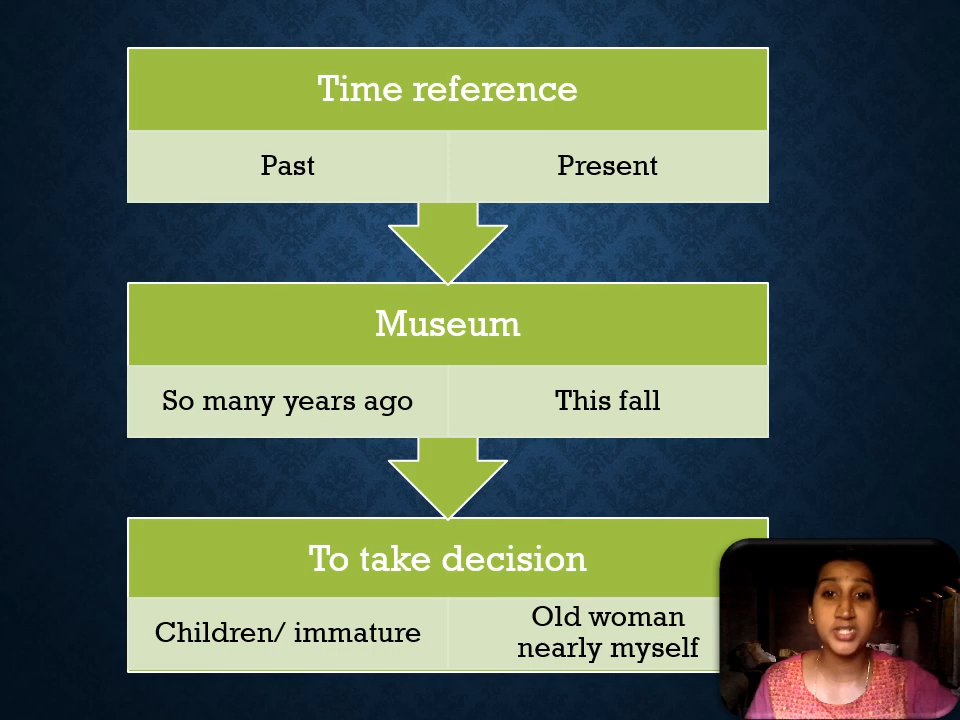 Time reference
Past
Present
Museum
So many years ago
This fall
To take decision
Children/ immature
Old woman
nearly myself